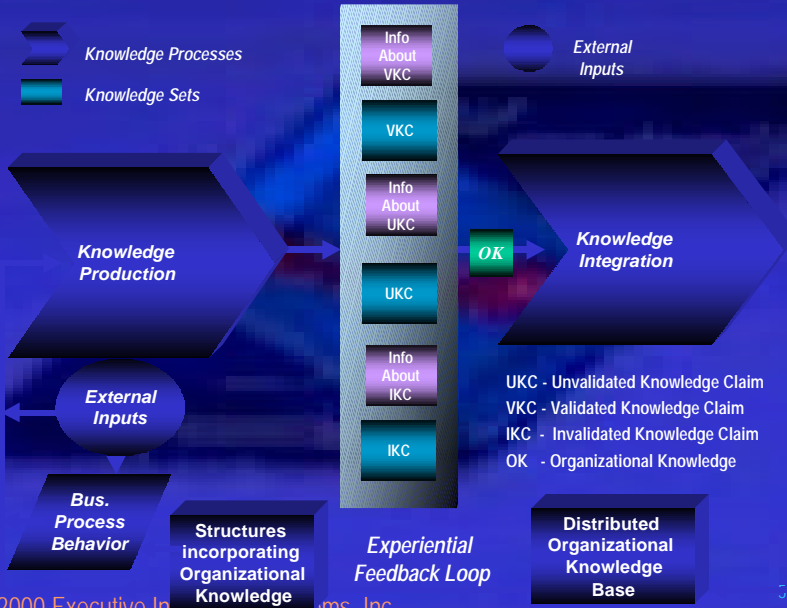 Knowledge Processes
Knowledge Sets
Info
About
VKC
VKC
Info
About
UKC
UKC
Info
About
IKC
IKC
External
Inputs
Knowledge
Production
OK
Knowledge
Integration
External
Inputs
UKC - Unvalidated Knowledge Claim
VKC - Validated Knowledge Claim
IKC - Invalidated Knowledge Claim
OK - Organizational Knowledge
Bus.
Process
Behavior
Structures
incorporating
Organizational
Knowledge
Experiential
Feedback Loop
Distributed
Organizational
Knowledge
Base
2000 Executive In
ms, Inc.
5